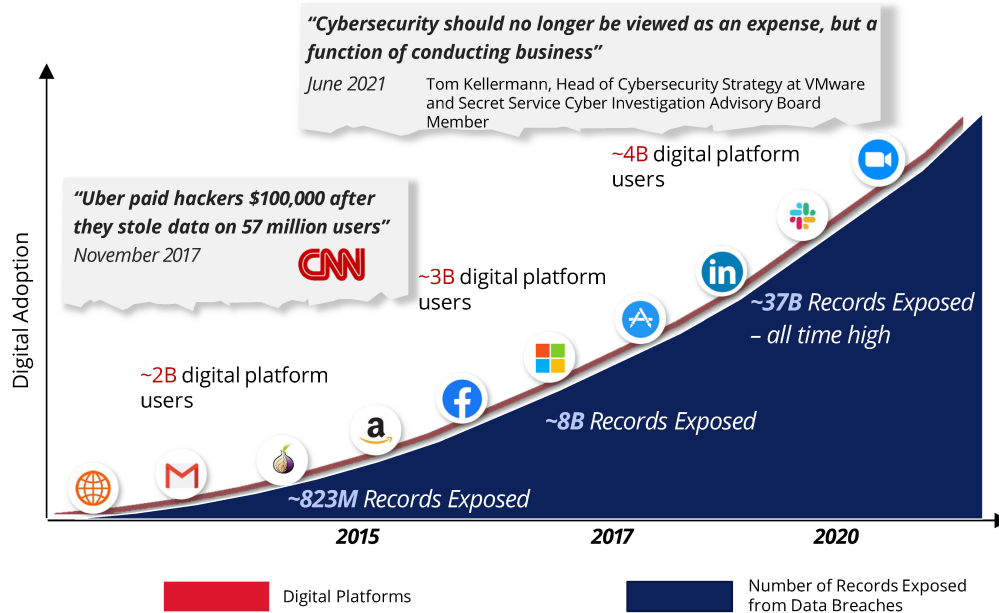 “Cybersecurity should no longer be viewed as an expense, but a
function of conducting business”
June 2021
Tom Kellermann, Head of Cybersecurity Strategy at VMware
and Secret Service Cyber Investigation Advisory Board
Member
~4B digital platform
users
“Uber paid hackers $100,000 after
they stole data on 57 million users”
November 2017
CNN
~3B digital platform
users
in
~37B Records Exposed
– all time high
Digital Adoption
~2B digital platform
users
f
a
~8B Records Exposed
~823M Records Exposed
2015
2017
2020
Digital Platforms
Number of Records Exposed
from Data Breaches